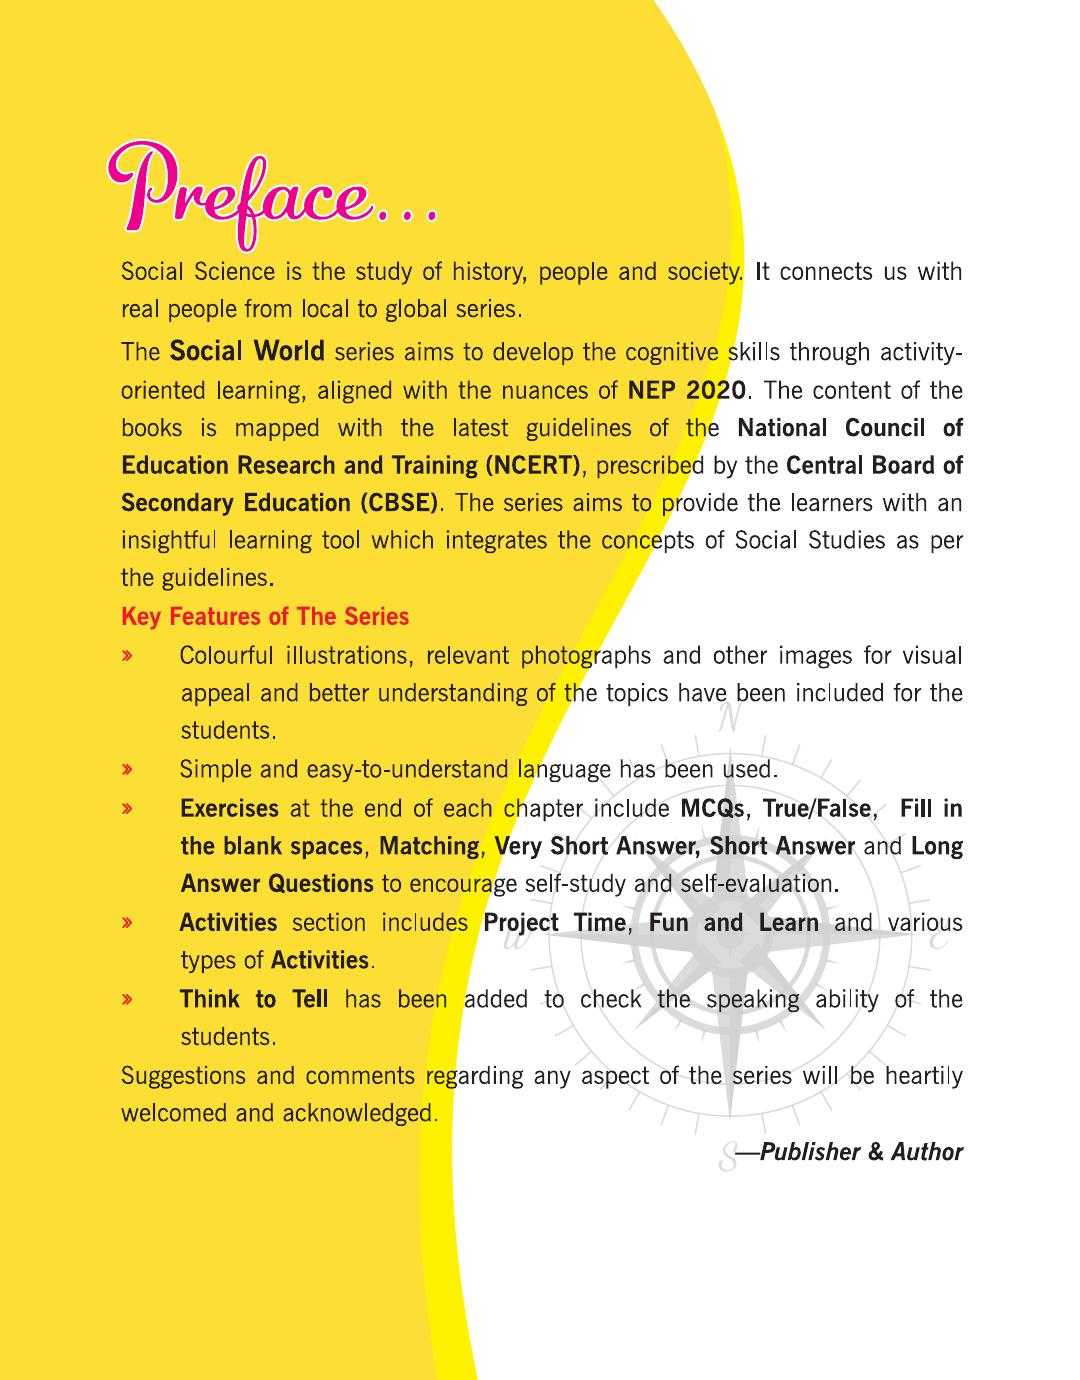 Preface...
Social Science is the study of history, people and society. It connects us with
real people from local to global series.
The Social World series aims to develop the cognitive skills through activity-
oriented learning, aligned with the nuances of NEP 2020. The content of the
books is mapped with the latest guidelines of the National Council of
Education Research and Training (NCERT), prescribed by the Central Board of
Secondary Education (CBSE). The series aims to provide the learners with an
insightful learning tool which integrates the concepts of Social Studies as per
the guidelines.
Key Features of The Series
» Colourful illustrations, relevant photographs and other images for visual
appeal and better understanding of the topics have been included for the
students.
N
» Simple and easy-to-understand language has been used.
» Exercises at the end of each chapter include MCQs, True/False, Fill in
the blank spaces, Matching, Very Short Answer, Short Answer and Long
Answer Questions to encourage self-study and self-evaluation.
» Activities section includes Project Time, Fun and Learn and various
W E
types of Activities.
» Think to Tell has been added to check the speaking ability of the
students.
Suggestions and comments regarding any aspect of the series will be heartily
welcomed and acknowledged.
S
—Publisher & Author